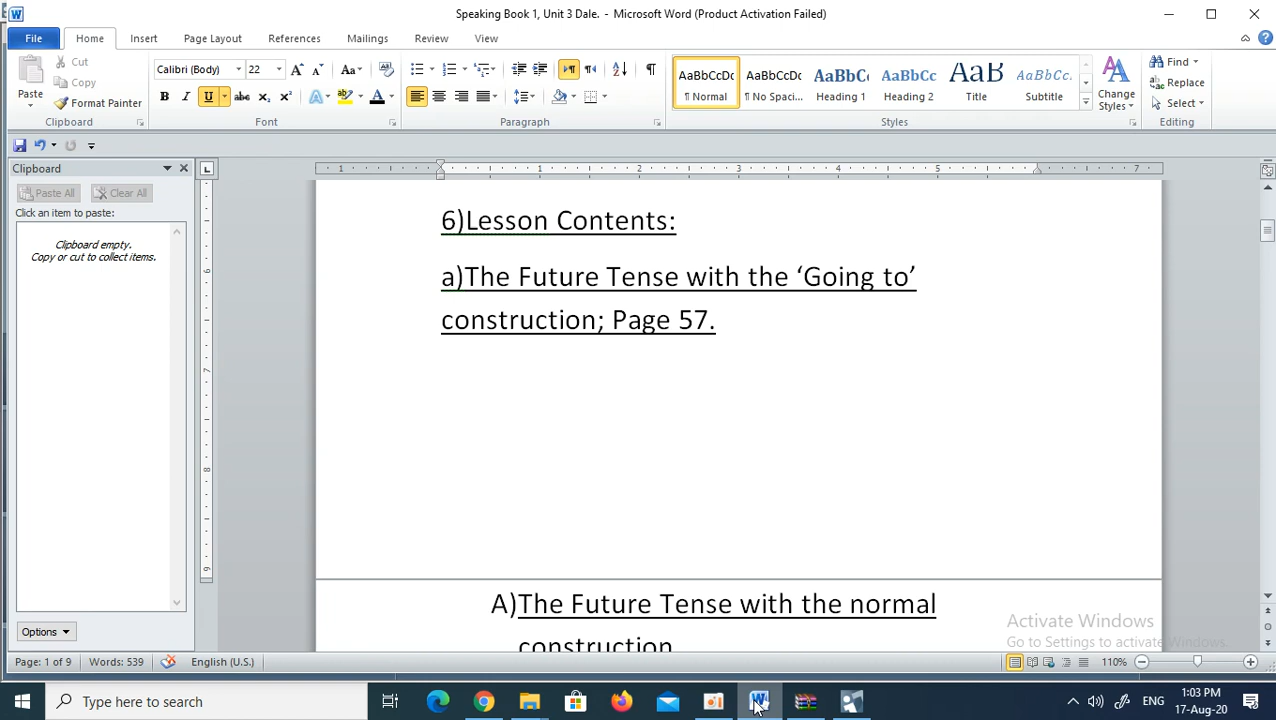 Speaking Book 1, Unit 3 Dale. - Microsoft Word (Product Activation Failed)
File Home Insert Page Layout References Mailings Review View
Paste
Cut
Copy
Format Painter
Clipboard
Calibri (Body) 22
Font
Paragraph
AaBbCcDc AaBbCcDc AaBbC AaBbCc AaB AaBbCc.
¶ Normal ¶ No Spaci... Heading 1 Heading 2 Title Subtitle
Change Styles
Styles
Find
Replace
Select
Editing
Clipboard
Paste All Clear All
Click an item to paste:
Clipboard empty.
Copy or cut to collect items.
Options
6)Lesson Contents:
a)The Future Tense with the ‘Going to’
construction; Page 57.
A)The Future Tense with the normal
construction
Activate Windows
Go to Settings to activate Windows.
Page: 1 of 9 Words: 539 English (U.S.) 110%
Type here to search
ENG
1:03 PM
17-Aug-20